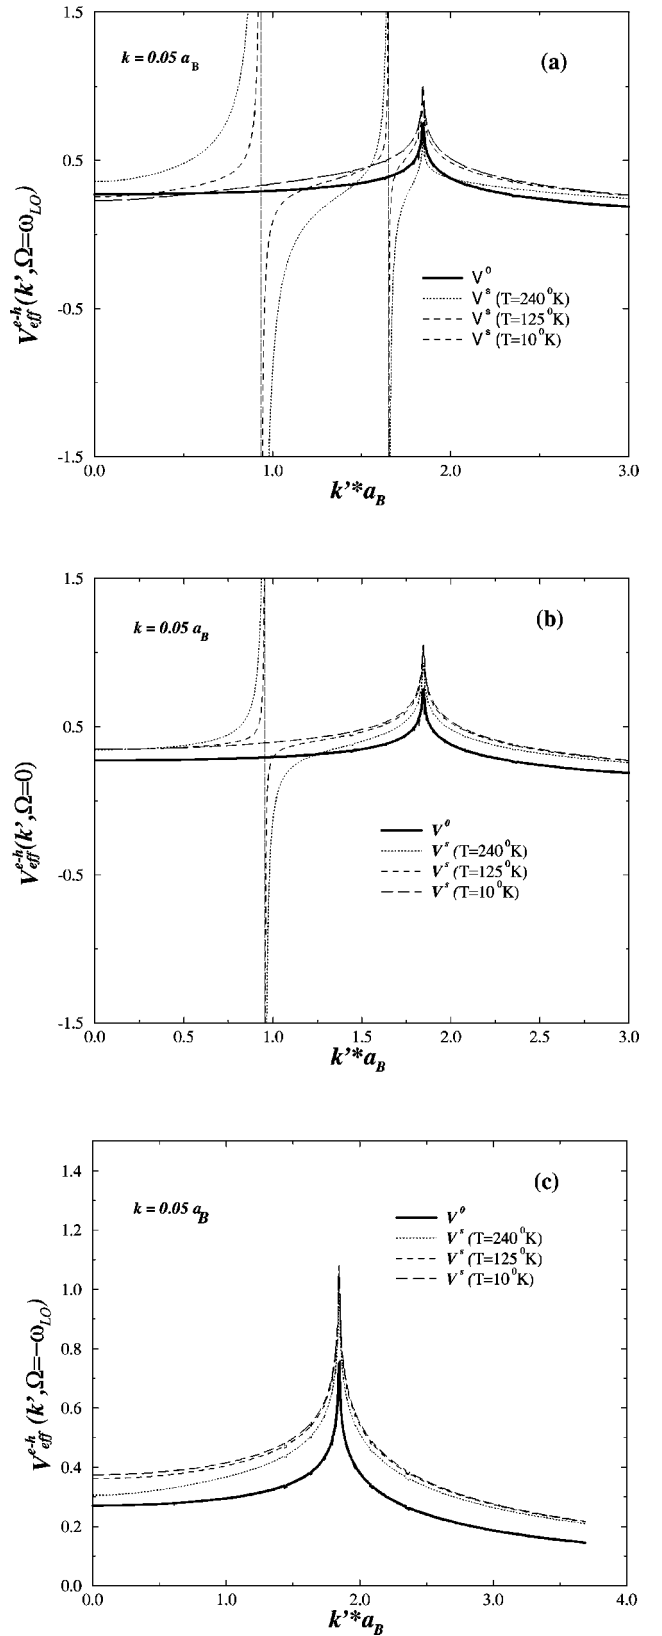 1.5
k = 0.05 a_B
(a)
0.5
V^{e-h}_{eff}(k’,Ω=ω_{LO})
V^0
V^s (T=240^0K)
-0.5
V^s (T=125^0K)
V^s (T=10^0K)
-1.5
0.0 1.0 2.0 3.0
k’*a_B
1.5
k = 0.05 a_B
(b)
0.5
V^{e-h}_{eff}(k’,Ω=0)
V^0
V^s (T=240^0K)
-0.5
V^s (T=125^0K)
V^s (T=10^0K)
-1.5
0.0 0.5 1.0 1.5 2.0 2.5 3.0
k’*a_B
1.4
k = 0.05 a_B
(c)
V^0
V^s (T=240^0K)
1.2
V^s (T=125^0K)
V^s (T=10^0K)
1.0
0.8
V^{e-h}_{eff} (k’,Ω=-ω_{LO})
0.6
0.4
0.2
0.0
0.0 1.0 2.0 3.0 4.0
k’*a_B